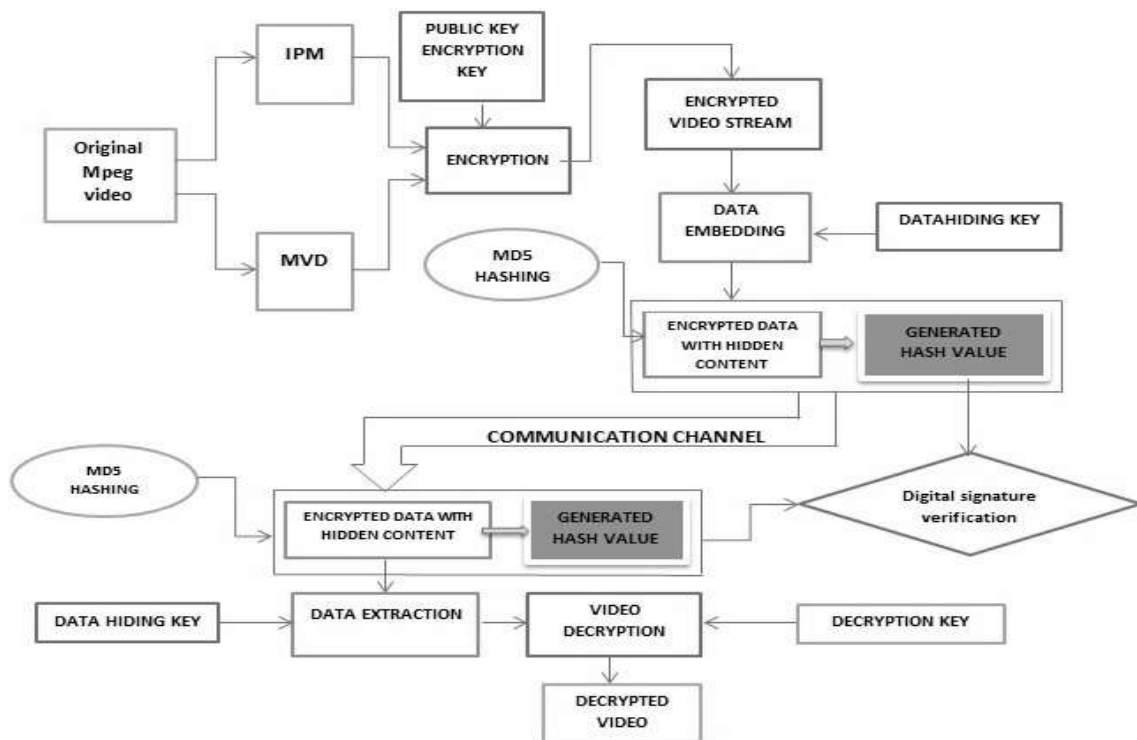 IPM
PUBLIC KEY
ENCRYPTION
KEY
ENCRYPTED
VIDEO STREAM
Original
Mpeg
video
ENCRYPTION
DATA
EMBEDDING
DATAHIDING KEY
MVD
MD5
HASHING
ENCRYPTED DATA
WITH HIDDEN
CONTENT
GENERATED
HASH VALUE
COMMUNICATION CHANNEL
MD5
HASHING
Digital signature
verification
ENCRYPTED DATA WITH
HIDDEN CONTENT
GENERATED
HASH VALUE
DATA HIDING KEY
DATA EXTRACTION
VIDEO
DECRYPTION
DECRYPTION KEY
DECRYPTED
VIDEO